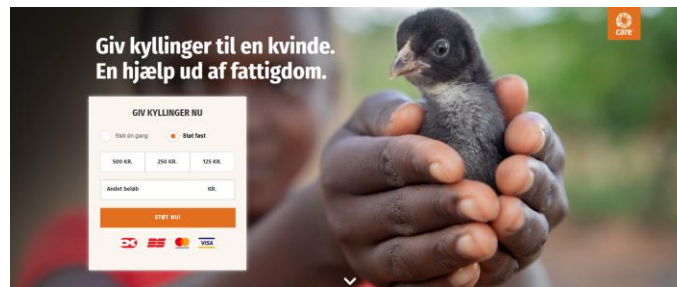 Giv kyllinger til en kvinde.
En hjælp ud af fattigdom.
care
GIV KYLLINGER NU
Støt én gang
Støt fast
500 KR.
250 KR.
125 KR.
Andet beløb
KR.
STØT NU!
VISA